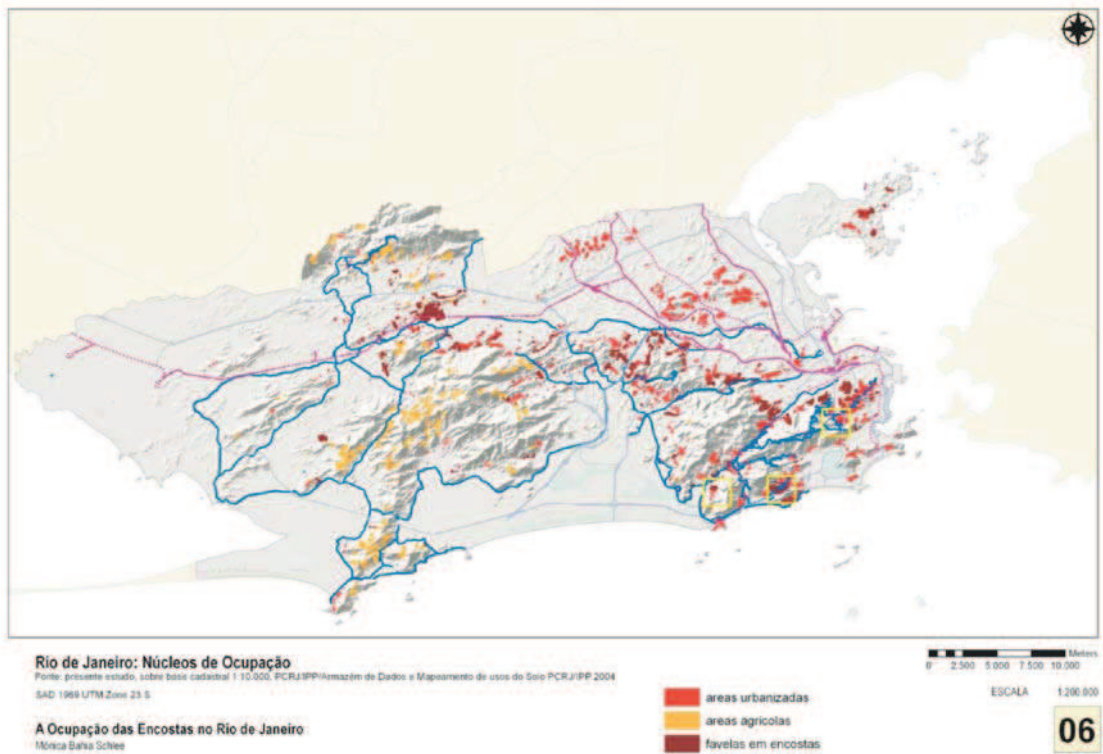 Rio de Janeiro: Núcleos de Ocupação
Fonte: presente estudo, sobre base cadastral 1:10.000, PCRJ/IPP/Armazém de Dados e Mapeamento de usos do Solo PCRJ/IPP 2004
SAD 1969 UTM Zone 23 S
A Ocupação das Encostas no Rio de Janeiro
Mônica Bahia Schlee
areas urbanizadas
areas agricolas
favelas em encostas
Meters
0 2.500 5.000 7.500 10.000
ESCALA 1:200.000
06